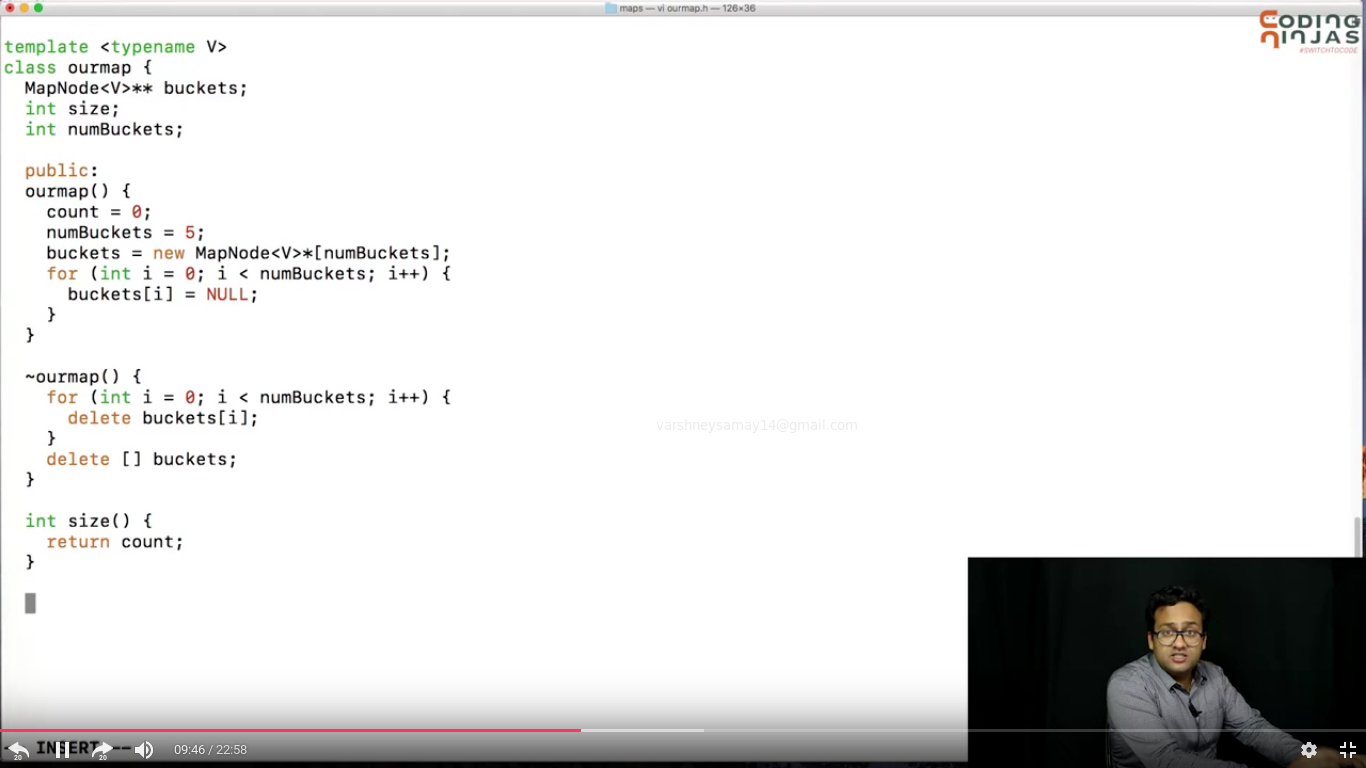 maps — vi ourmap.h — 126×36
CODING
NINJAS
#SWITCHTOCODE
template <typename V>
class ourmap {
MapNode<V>** buckets;
int size;
int numBuckets;
public:
ourmap() {
count = 0;
numBuckets = 5;
buckets = new MapNode<V>*[numBuckets];
for (int i = 0; i < numBuckets; i++) {
buckets[i] = NULL;
}
}
~ourmap() {
for (int i = 0; i < numBuckets; i++) {
delete buckets[i];
}
delete [] buckets;
}
int size() {
return count;
}
varshneysamay14@gmail.com
-- INSERT --
20
20
09:46 / 22:58